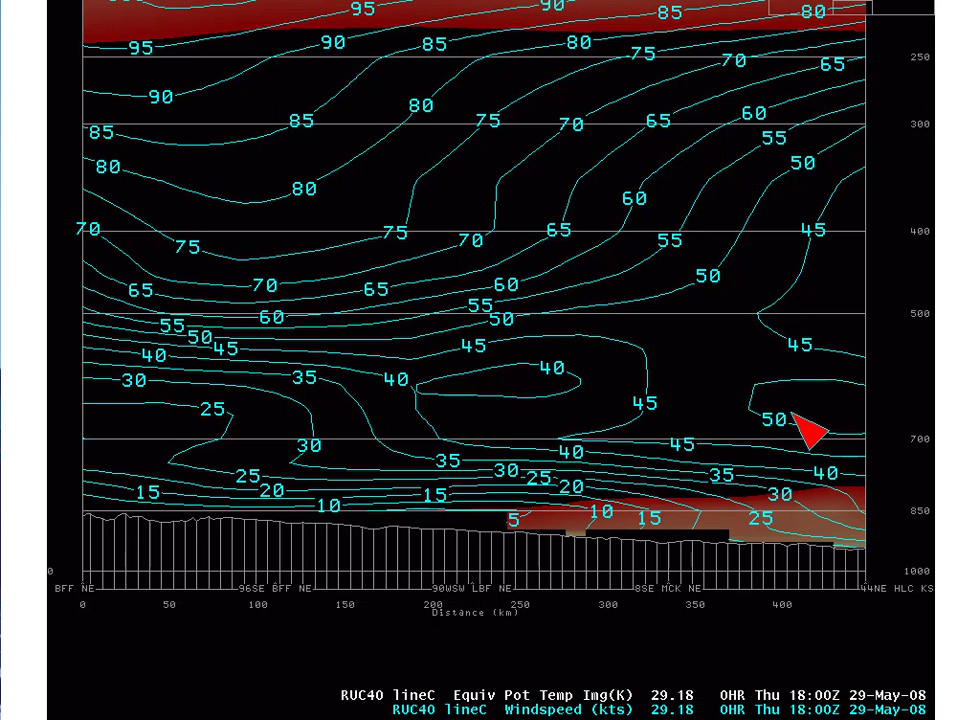 95 90 85 80
95 90 85 80 75 70 65 250
90 80 75 70 65 60 55 50
85 85 300
80 80 60
70 75 75 70 65 55 50 45 400
65 70 65 60
55 60 55 50 500
50 45 45 45
40
30 35 40 40
25 45 50
30 40 45 700
25 35 30 25 20 35 40
15 20 10 15 30
5 10 15 25 850
0 1000
BFF NE 96SE BFF NE 90WSW LBF NE 8SE MCK NE 44NE HLC KS
0 50 100 150 200 250 300 350 400
Distance (km)
RUC40 lineC Equiv Pot Temp Img(K) 29.18 0HR Thu 18:00Z 29-May-08
RUC40 lineC Windspeed (kts) 29.18 0HR Thu 18:00Z 29-May-08